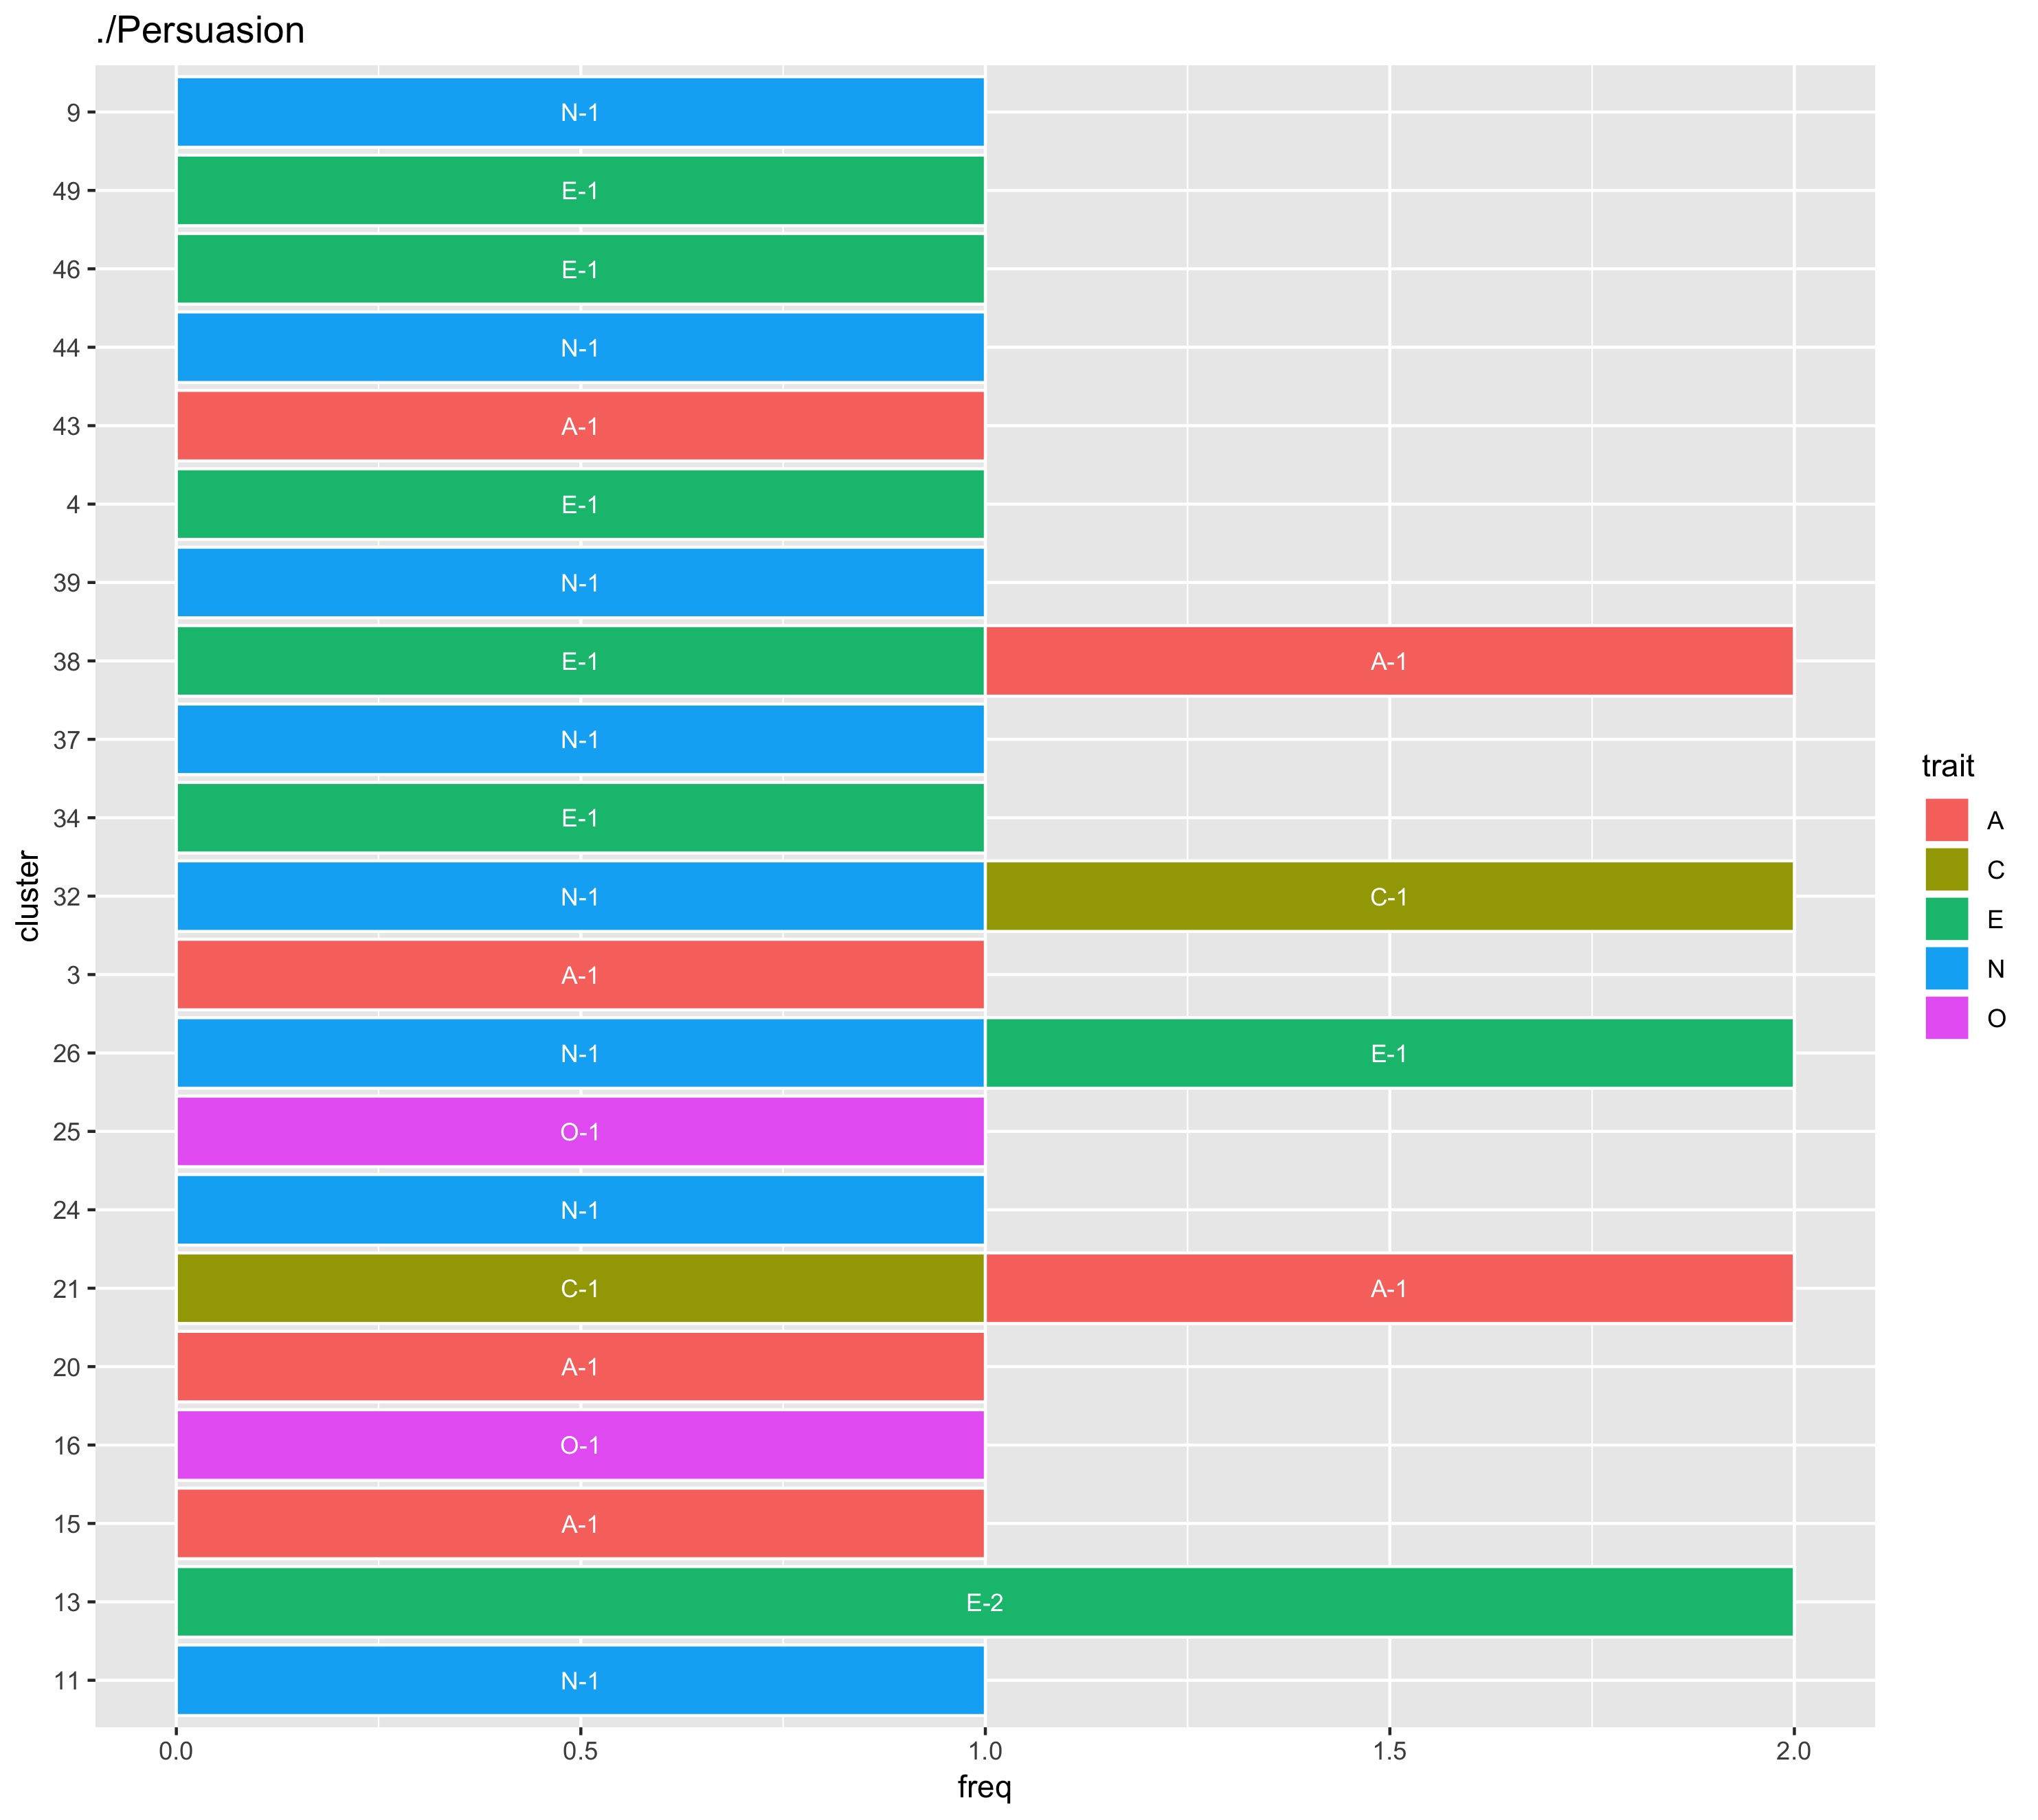 ./Persuasion
9 N-1
49 E-1
46 E-1
44 N-1
43 A-1
4 E-1
39 N-1
38 E-1 A-1
37 N-1
34 E-1
32 N-1 C-1
3 A-1
26 N-1 E-1
25 O-1
24 N-1
21 C-1 A-1
20 A-1
16 O-1
15 A-1
13 E-2
11 N-1
0.0 0.5 1.0 1.5 2.0
freq
cluster
trait
A
C
E
N
O